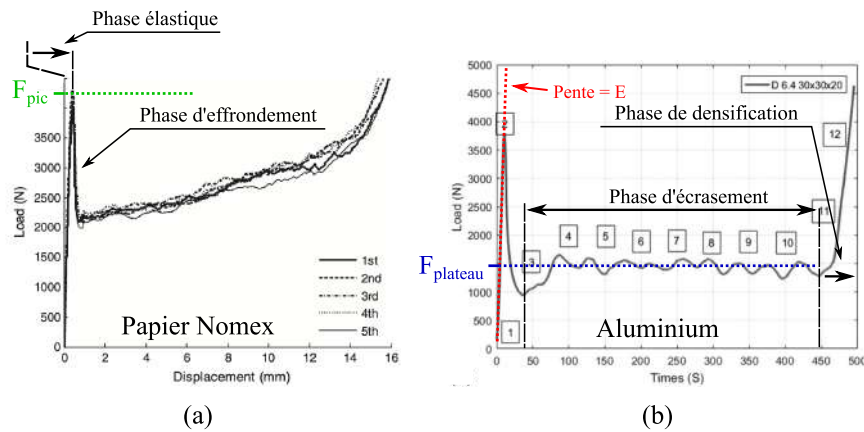 Phase élastique
F_pic
Phase d'effrondement
3500
3000
2500
2000
1500
1000
500
0
Load (N)
1st
2nd
3rd
4th
5th
Papier Nomex
0
2
4
6
8
10
12
14
16
Displacement (mm)
(a)
5000
4500
4000
3500
3000
2500
2000
1500
1000
500
0
Load (N)
Pente = E
D 6.4 30x30x20
Phase de densification
12
Phase d'écrasement
11
4
5
6
7
8
9
10
F_plateau
3
1
Aluminium
0
50
100
150
200
250
300
350
400
450
500
Times (S)
(b)